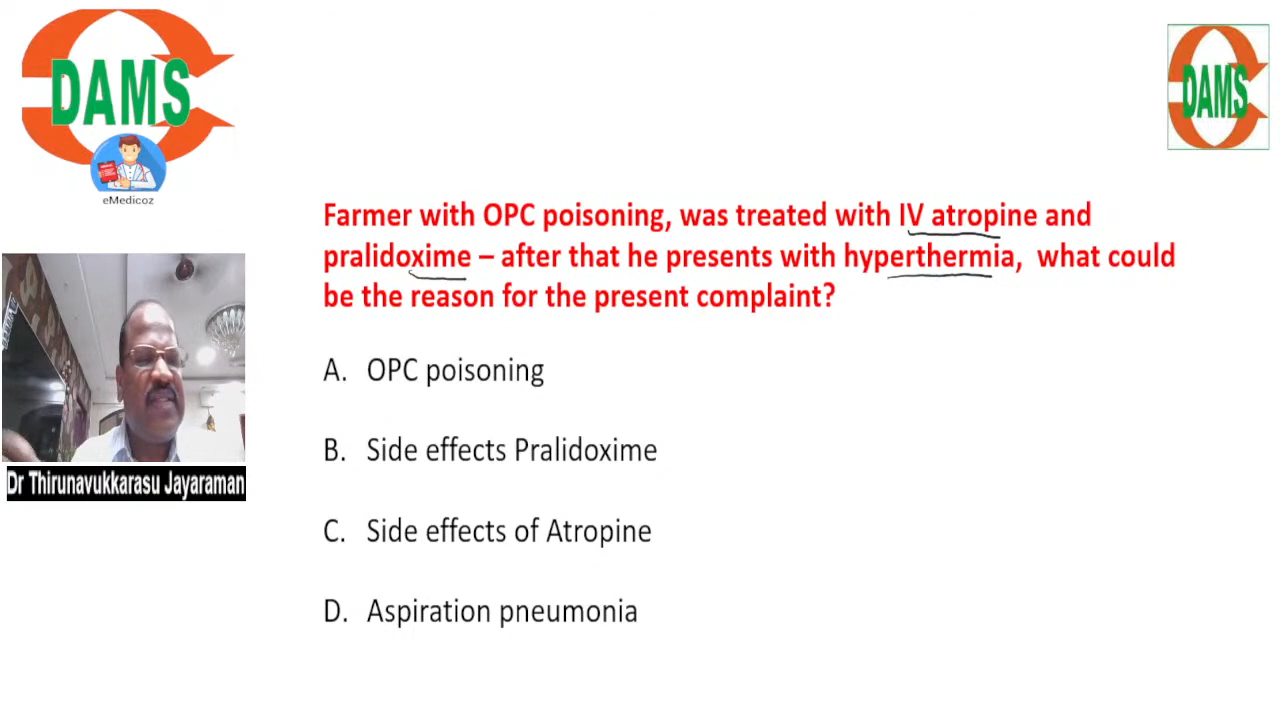 DAMS
DAMS
eMedicoz
Farmer with OPC poisoning, was treated with IV atropine and
pralidoxime – after that he presents with hyperthermia, what could
be the reason for the present complaint?
A. OPC poisoning
B. Side effects Pralidoxime
Dr Thirunavukkarasu Jayaraman
C. Side effects of Atropine
D. Aspiration pneumonia